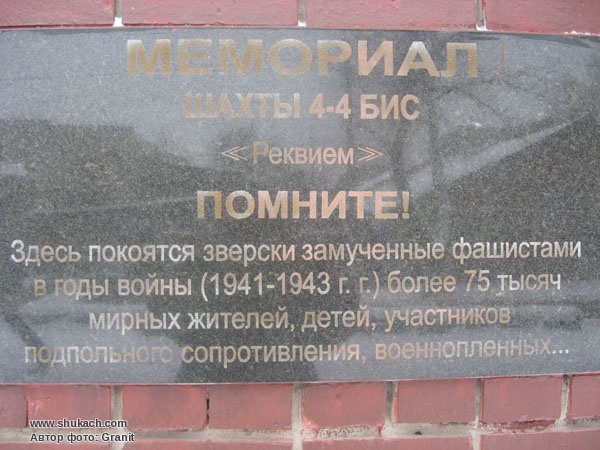 МЕМОРИАЛ
ШАХТЫ 4-4 БИС
≪Реквием≫
ПОМНИТЕ!
Здесь покоятся зверски замученные фашистами
в годы войны (1941-1943 г. г.) более 75 тысяч
мирных жителей, детей, участников
подпольного сопротивления, военнопленных...
www.shukach.com
Автор фото: Granit